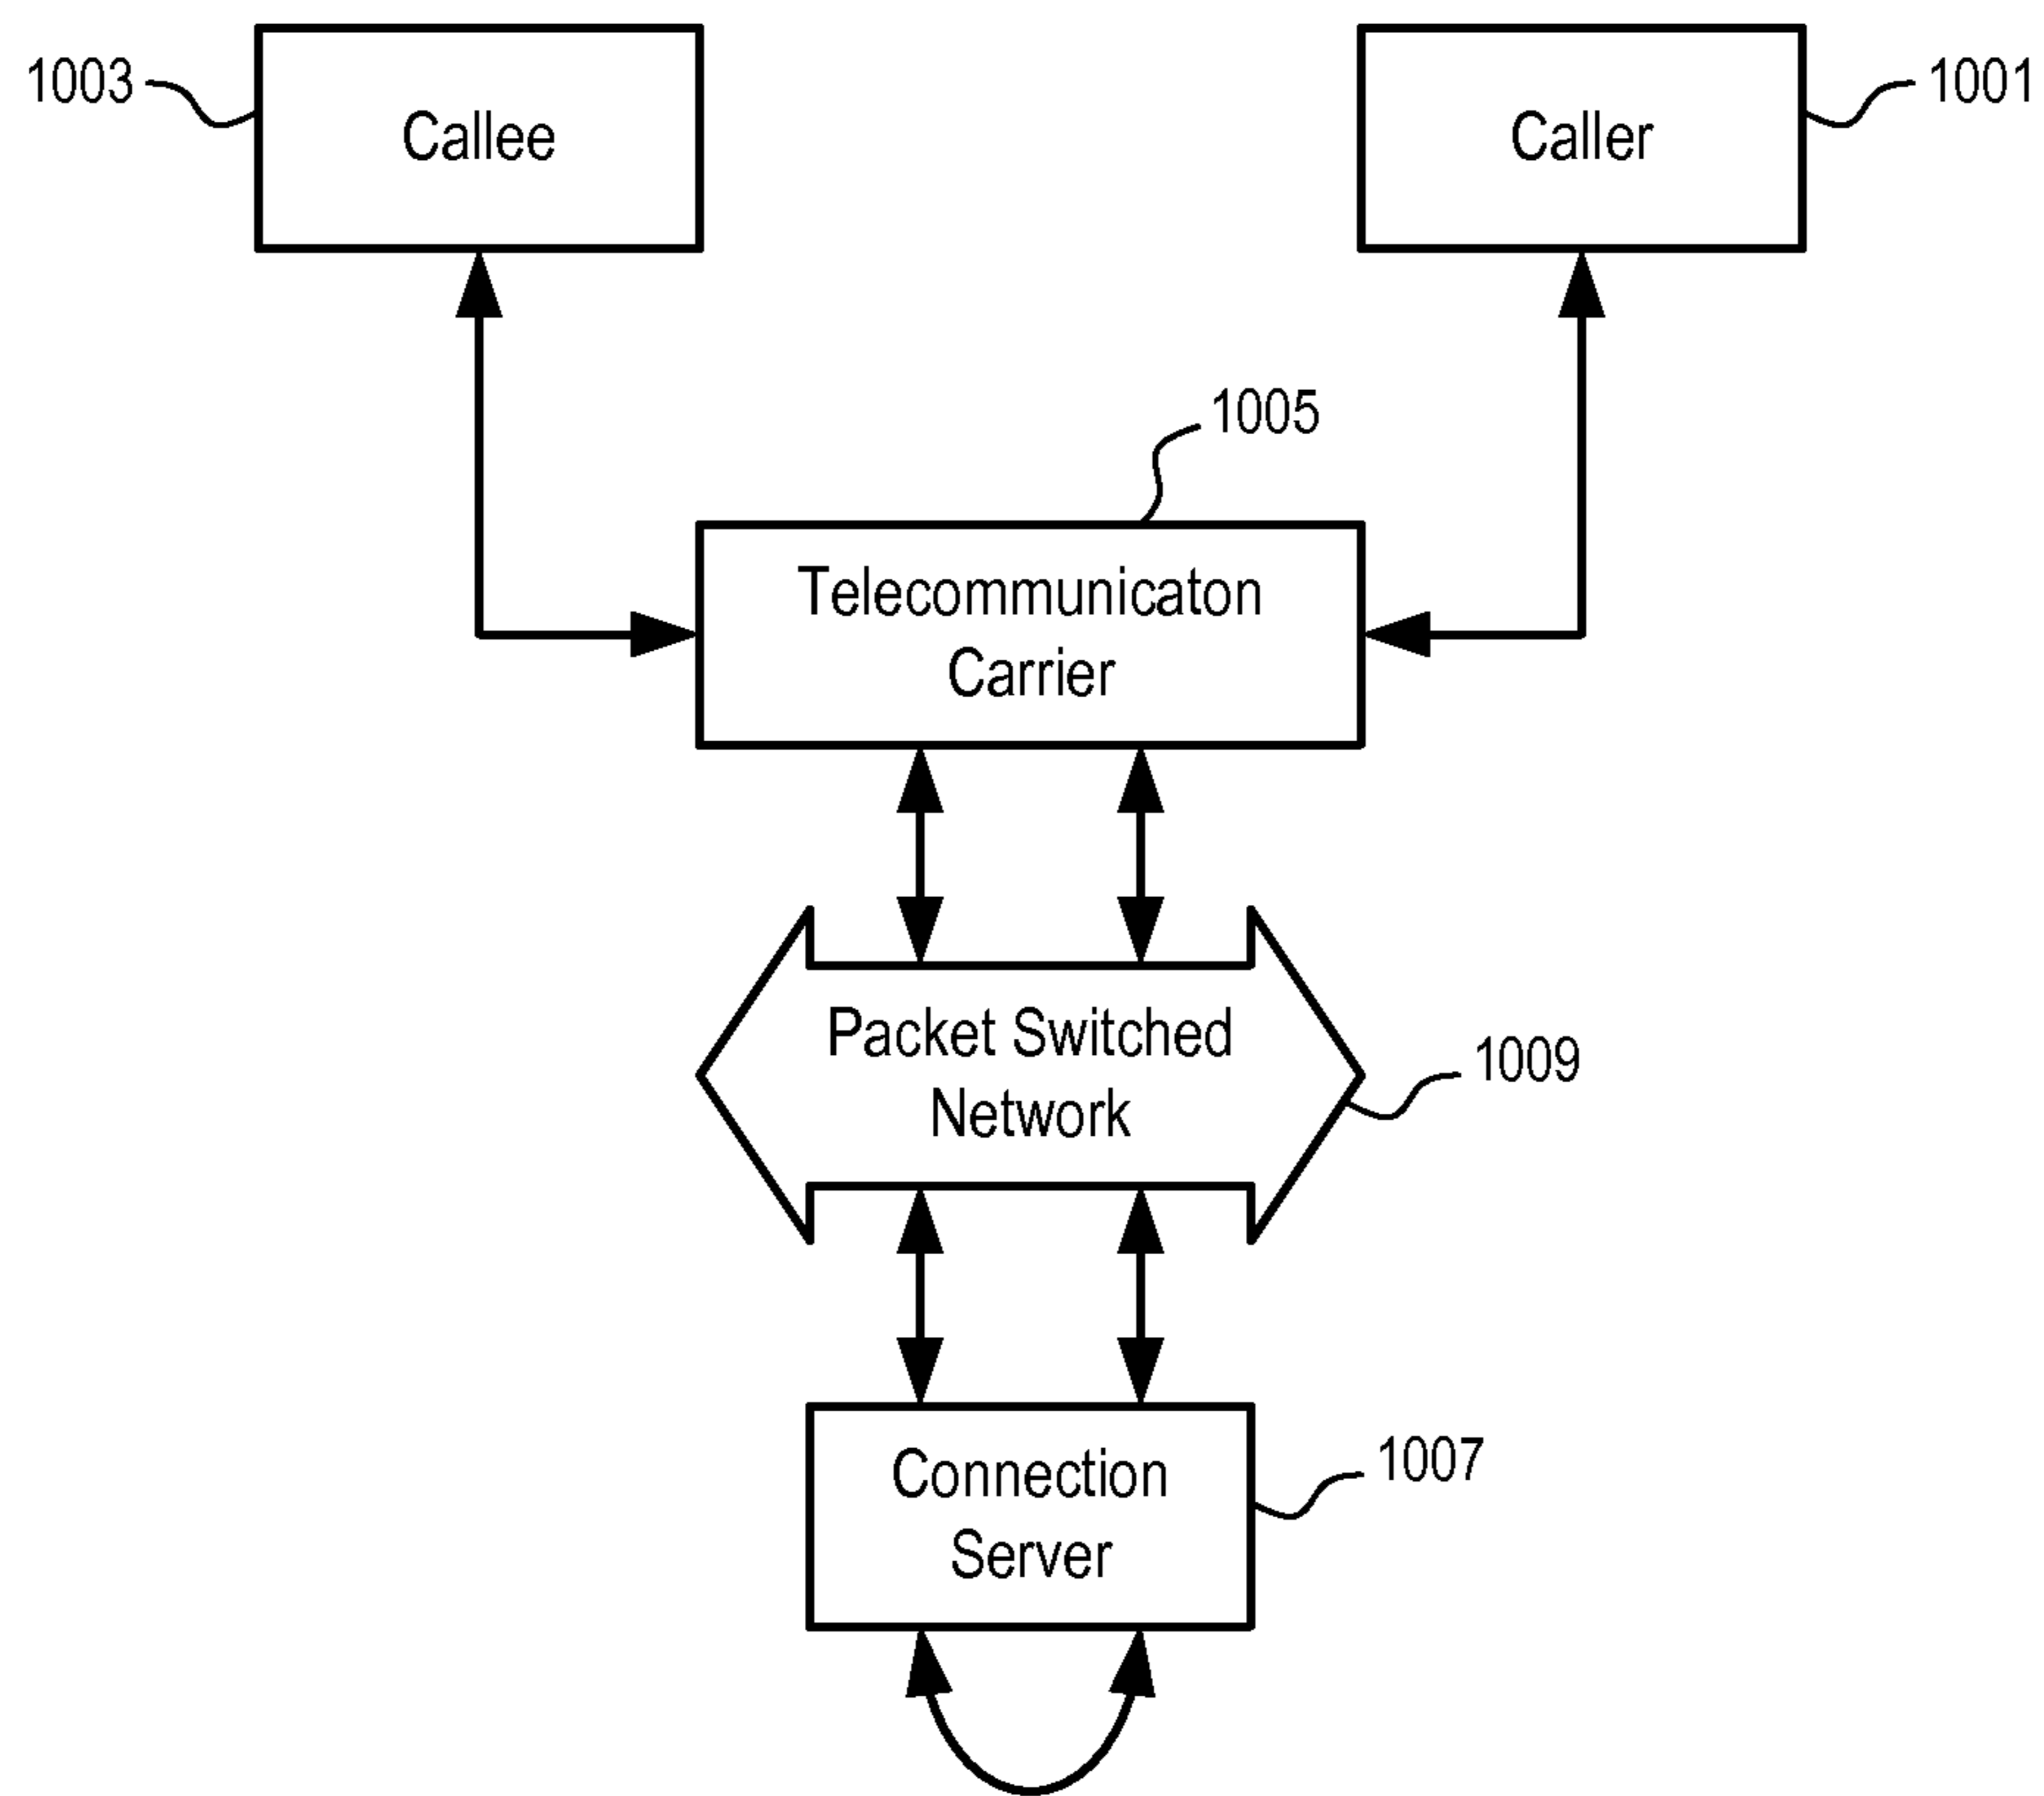 1003
Callee
Caller
1001
1005
Telecommunicaton
Carrier
Packet Switched
Network
1009
Connection
Server
1007